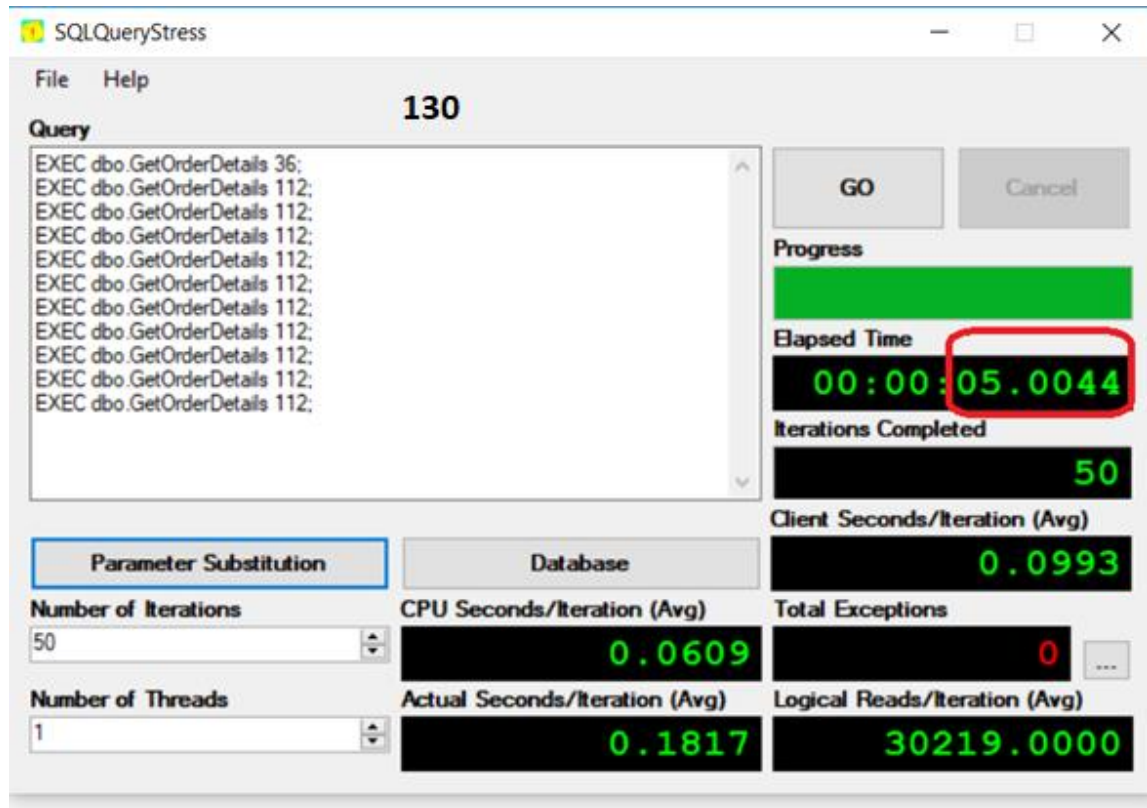 SQLQueryStress
File Help
130
Query
EXEC dbo.GetOrderDetails 36;
EXEC dbo.GetOrderDetails 112;
EXEC dbo.GetOrderDetails 112;
EXEC dbo.GetOrderDetails 112;
EXEC dbo.GetOrderDetails 112;
EXEC dbo.GetOrderDetails 112;
EXEC dbo.GetOrderDetails 112;
EXEC dbo.GetOrderDetails 112;
EXEC dbo.GetOrderDetails 112;
EXEC dbo.GetOrderDetails 112;
EXEC dbo.GetOrderDetails 112;
GO Cancel
Progress
Elapsed Time
00:00:05.0044
Iterations Completed
50
Client Seconds/Iteration (Avg)
0.0993
Parameter Substitution Database
Number of Iterations CPU Seconds/Iteration (Avg) Total Exceptions
50 0.0609 0 ...
Number of Threads Actual Seconds/Iteration (Avg) Logical Reads/Iteration (Avg)
1 0.1817 30219.0000